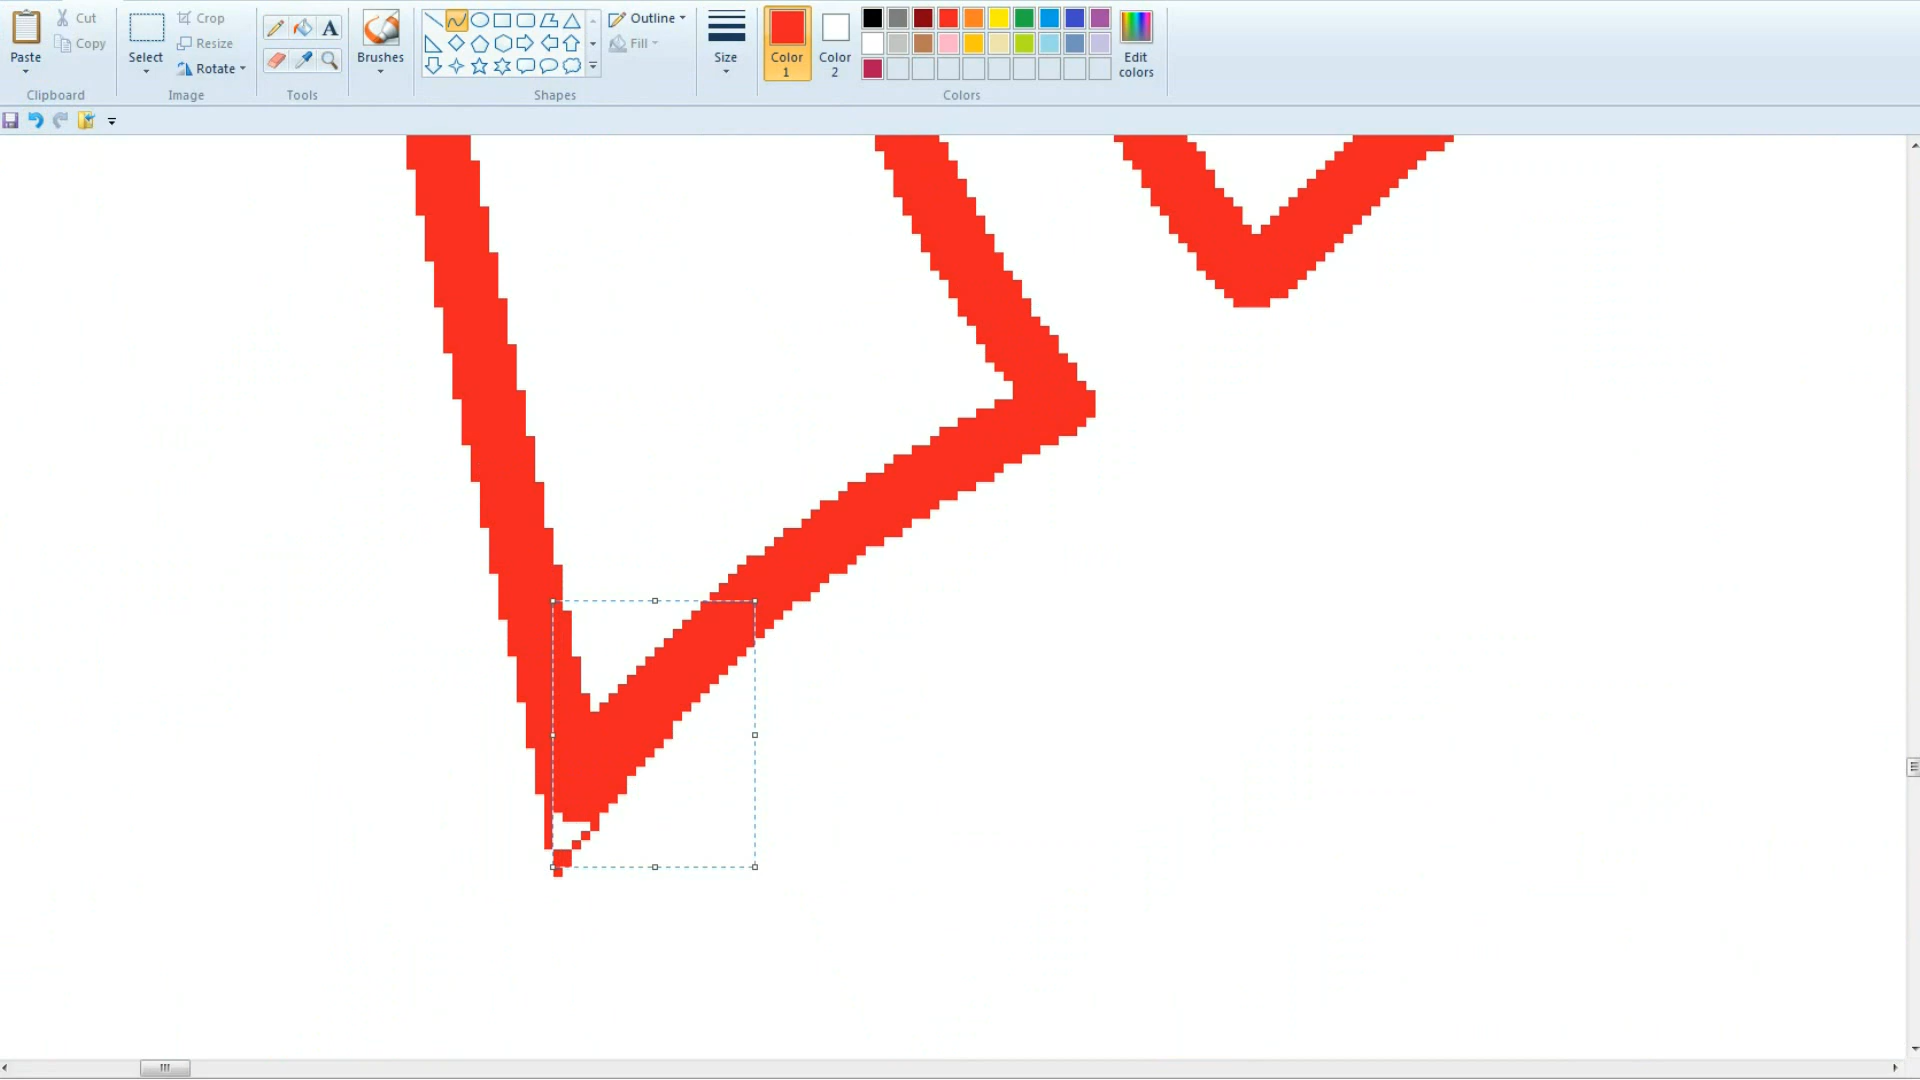 Paste
Cut
Copy
Clipboard
Select
Crop
Resize
Rotate
Image
A
Tools
Brushes
Outline
Fill
Shapes
Size
Color
1
Color
2
Edit
colors
Colors